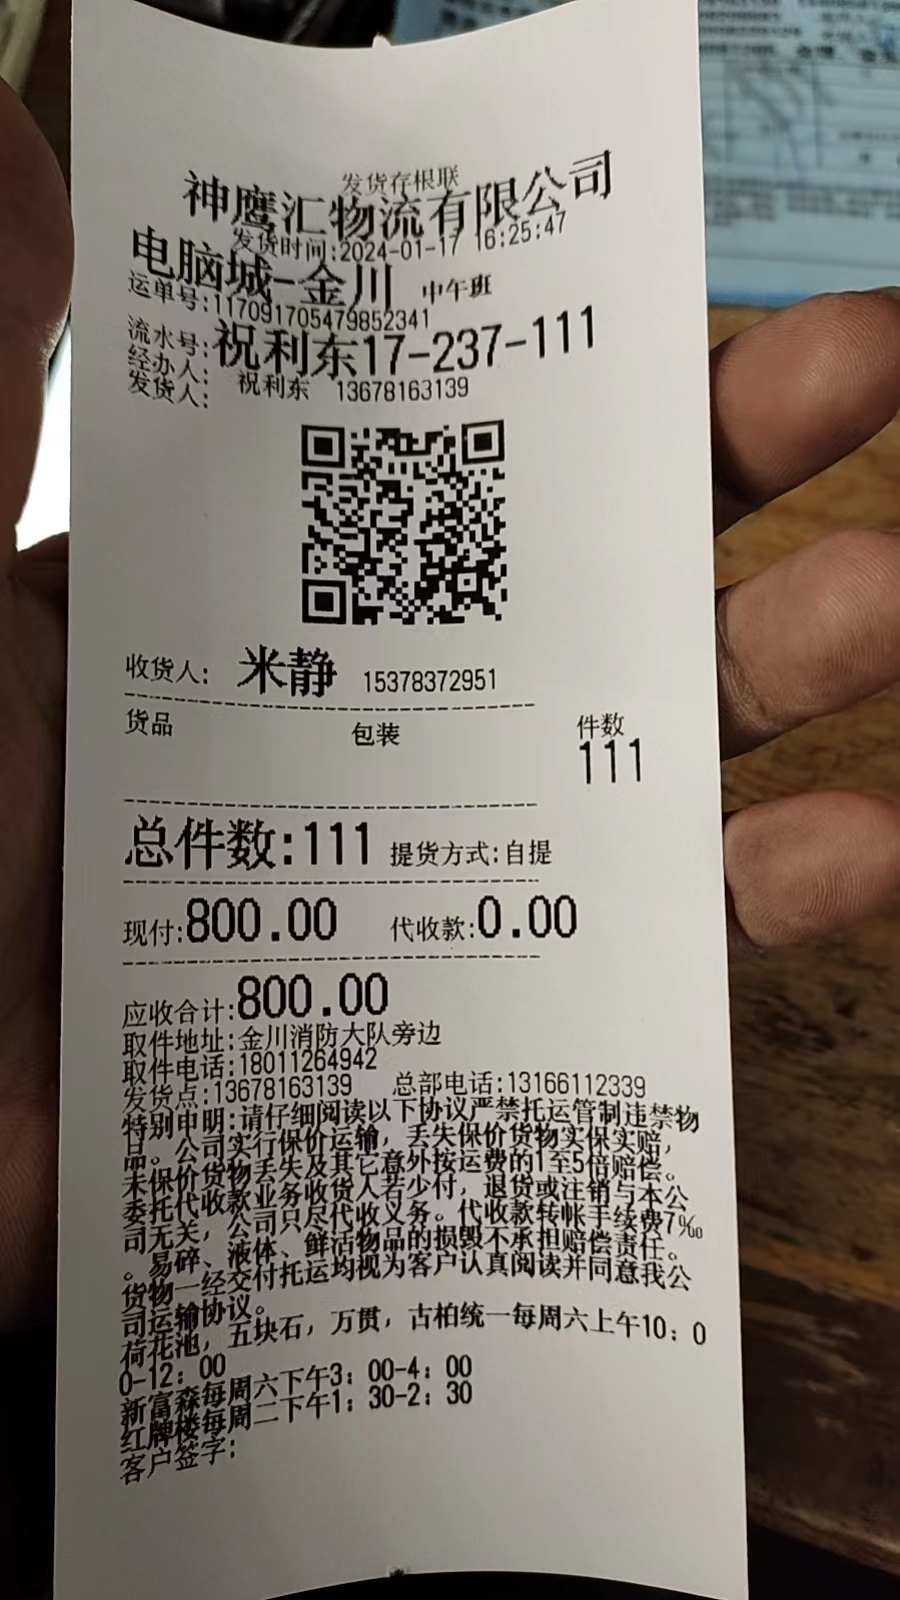 发货存根联
神鹰汇物流有限公司
发货时间:2024-01-17 16:25:47
电脑城-金川 中午班
运单号:117091705479852341
流水号:祝利东17-237-111
经办人:
发货人: 祝利东 13678163139
收货人: 米静 15378372951
货品 包装 件数
111
总件数:111 提货方式:自提
现付:800.00 代收款:0.00
应收合计:800.00
取件地址:金川消防大队旁边
取件电话:18011264942
发货点:13678163139 总部电话:13166112339
特别申明:请仔细阅读以下协议严禁托运管制违禁物
品。公司实行保价运输，丢失保价货物实保实赔，
未保价货物丢失及其它意外按运费的1至5倍赔偿。
委托代收款业务收货人若少付，退货或注销与本公
司无关，公司只尽代收义务。代收款转帐手续费7‰
。易碎、液体、鲜活物品的损毁不承担赔偿责任。
货物一经交付托运均视为客户认真阅读并同意我公
司运输协议。
荷花池，五块石，万贯，古柏统一每周六上午10：0
0-12：00
新富森每周六下午3：00-4：00
红牌楼每周二下午1：30-2：30
客户签字: